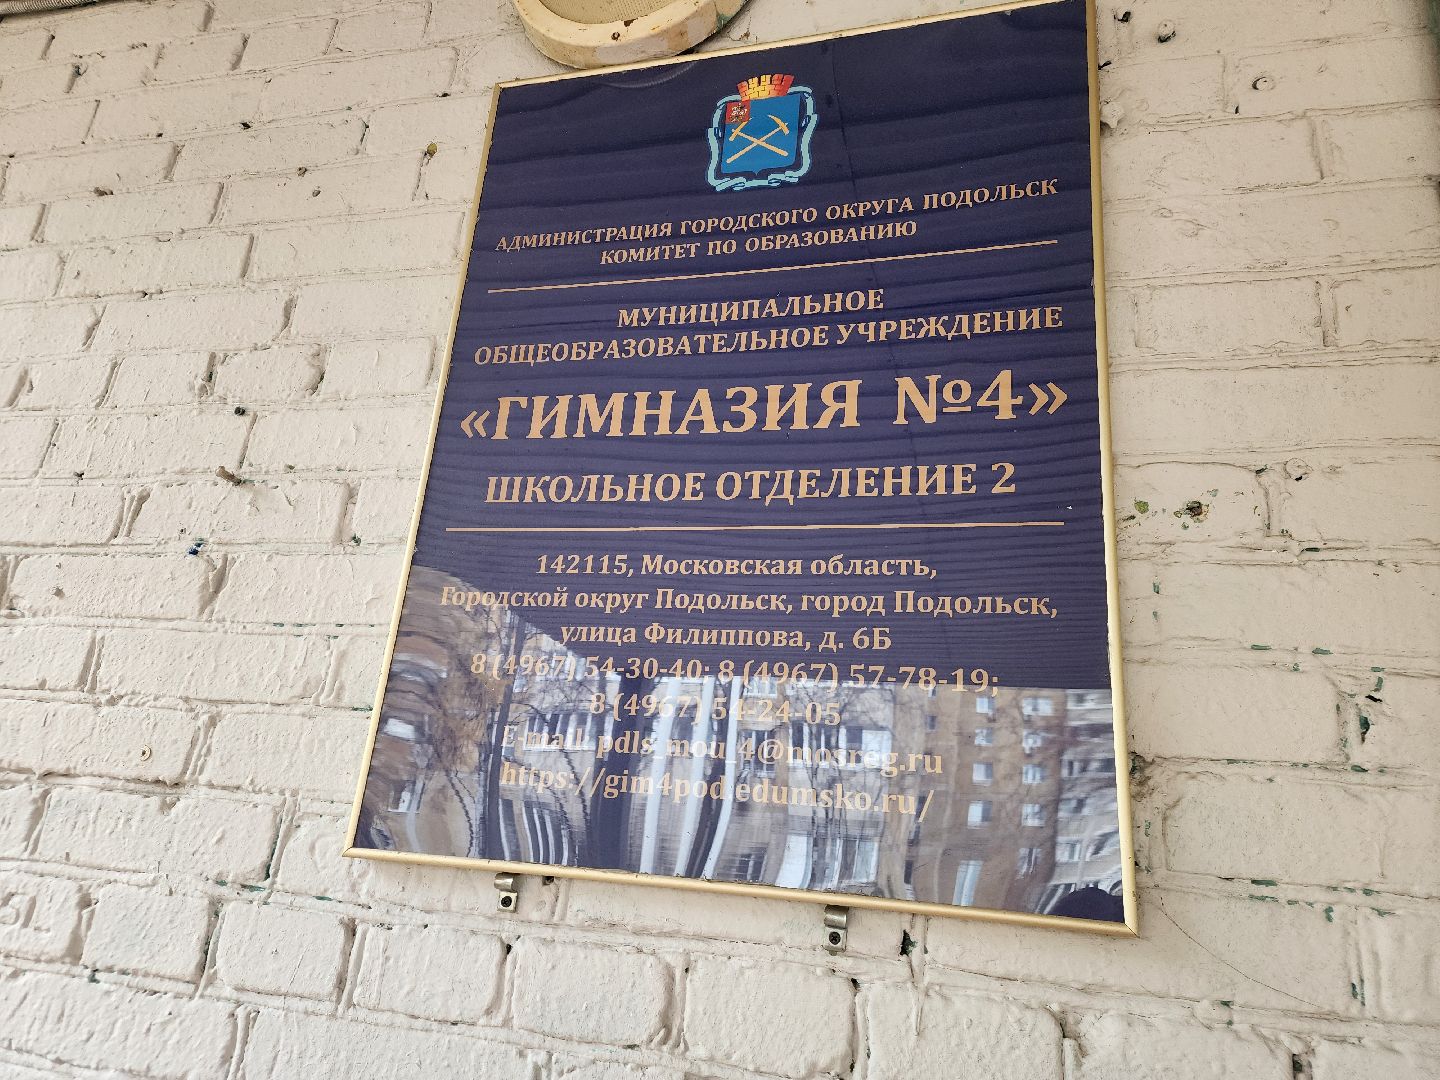 АДМИНИСТРАЦИЯ ГОРОДСКОГО ОКРУГА ПОДОЛЬСК
КОМИТЕТ ПО ОБРАЗОВАНИЮ
МУНИЦИПАЛЬНОЕ
ОБЩЕОБРАЗОВАТЕЛЬНОЕ УЧРЕЖДЕНИЕ
«ГИМНАЗИЯ №4»
ШКОЛЬНОЕ ОТДЕЛЕНИЕ 2
142115, Московская область,
Городской округ Подольск, город Подольск,
улица Филиппова, д. 6Б
8 (4967) 54-30-40; 8 (4967) 57-78-19;
8 (4967) 54-24-05
E-mail: pdls_mou_4@mosreg.ru
https://gim4pod.edumsko.ru/